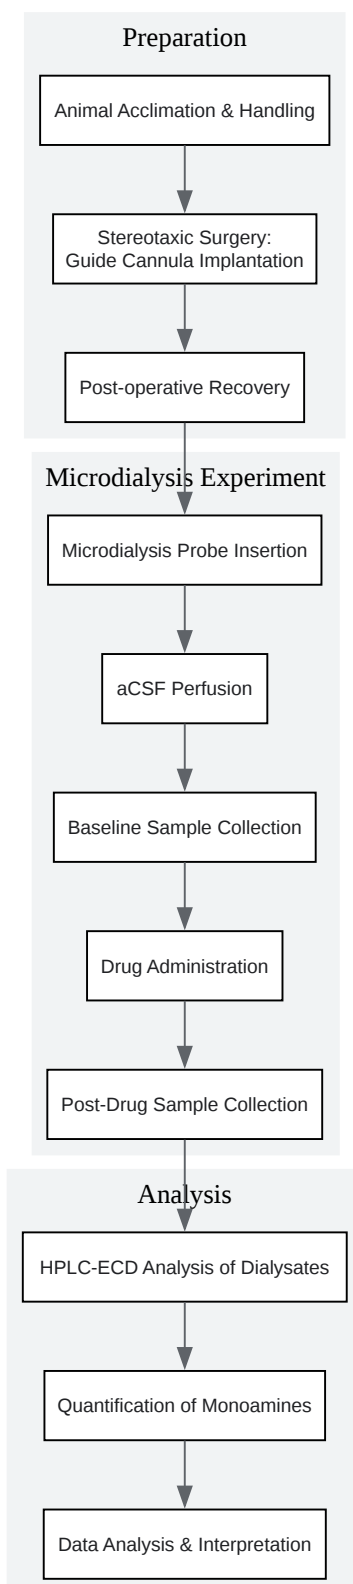 Preparation
Animal Acclimation & Handling
Stereotaxic Surgery:
Guide Cannula Implantation
Post-operative Recovery
Microdialysis Experiment
Microdialysis Probe Insertion
aCSF Perfusion
Baseline Sample Collection
Drug Administration
Post-Drug Sample Collection
Analysis
HPLC-ECD Analysis of Dialysates
Quantification of Monoamines
Data Analysis & Interpretation